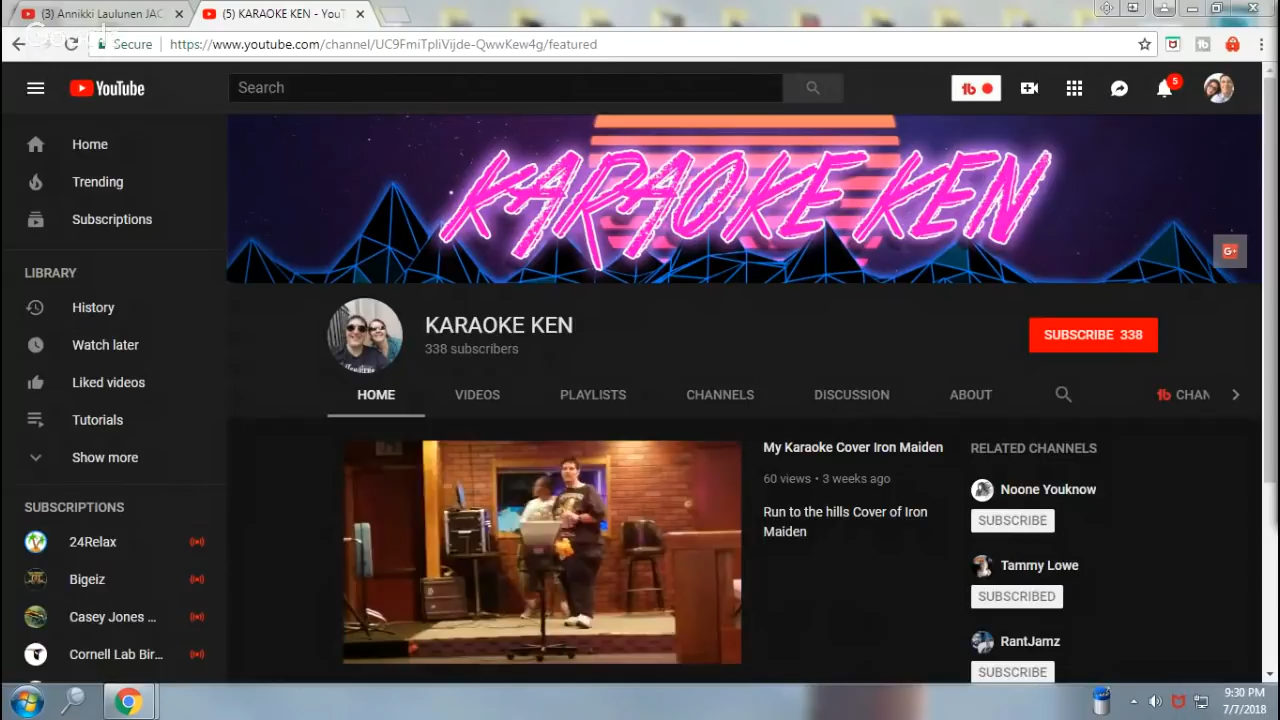 (3) Annikki Laulunen JAC
(5) KARAOKE KEN - YouT
Google
Secure
https://www.youtube.com/channel/UC9FmiTpIiVijde-QwwKew4g/featured
YouTube
Search
tb
5
Home
Trending
Subscriptions
LIBRARY
History
Watch later
Liked videos
Tutorials
Show more
SUBSCRIPTIONS
24Relax
Bigeiz
Casey Jones ...
Cornell Lab Bir...
KARAOKE KEN
G+
KARAOKE KEN
338 subscribers
SUBSCRIBE 338
HOME VIDEOS PLAYLISTS CHANNELS DISCUSSION ABOUT tb CHAN
My Karaoke Cover Iron Maiden
60 views • 3 weeks ago
Run to the hills Cover of Iron
Maiden
RELATED CHANNELS
Noone Youknow
SUBSCRIBE
Tammy Lowe
SUBSCRIBED
RantJamz
SUBSCRIBE
9:30 PM
7/7/2018